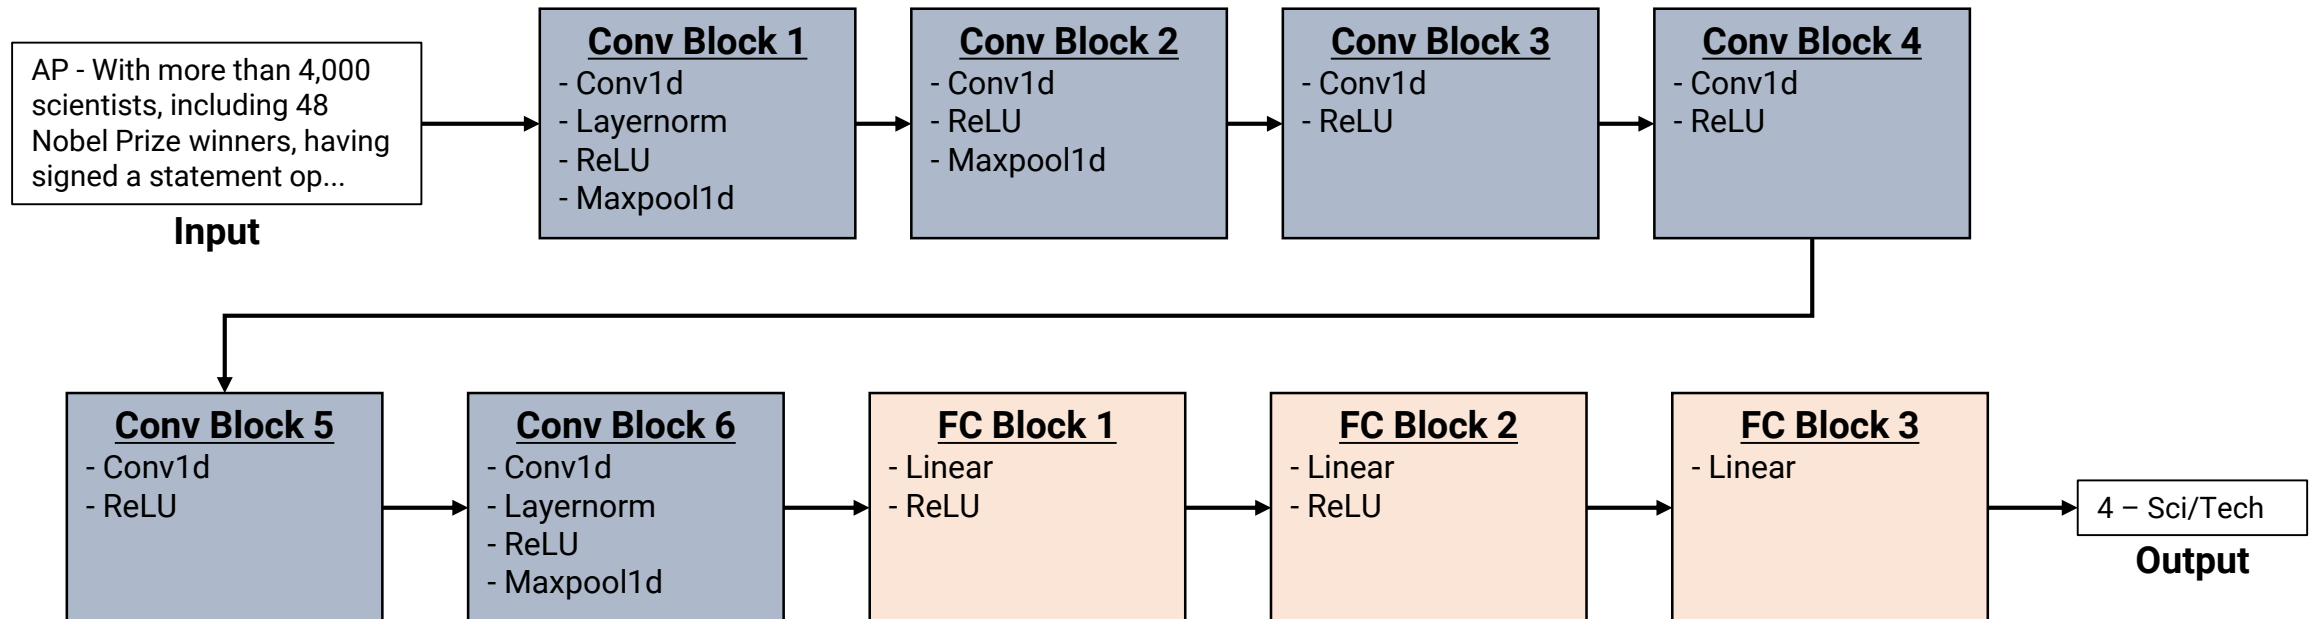 AP - With more than 4,000
scientists, including 48
Nobel Prize winners, having
signed a statement op...
Input
Conv Block 1
- Conv1d
- Layernorm
- ReLU
- Maxpool1d
Conv Block 2
- Conv1d
- ReLU
- Maxpool1d
Conv Block 3
- Conv1d
- ReLU
Conv Block 4
- Conv1d
- ReLU
Conv Block 5
- Conv1d
- ReLU
Conv Block 6
- Conv1d
- Layernorm
- ReLU
- Maxpool1d
FC Block 1
- Linear
- ReLU
FC Block 2
- Linear
- ReLU
FC Block 3
- Linear
4 – Sci/Tech
Output